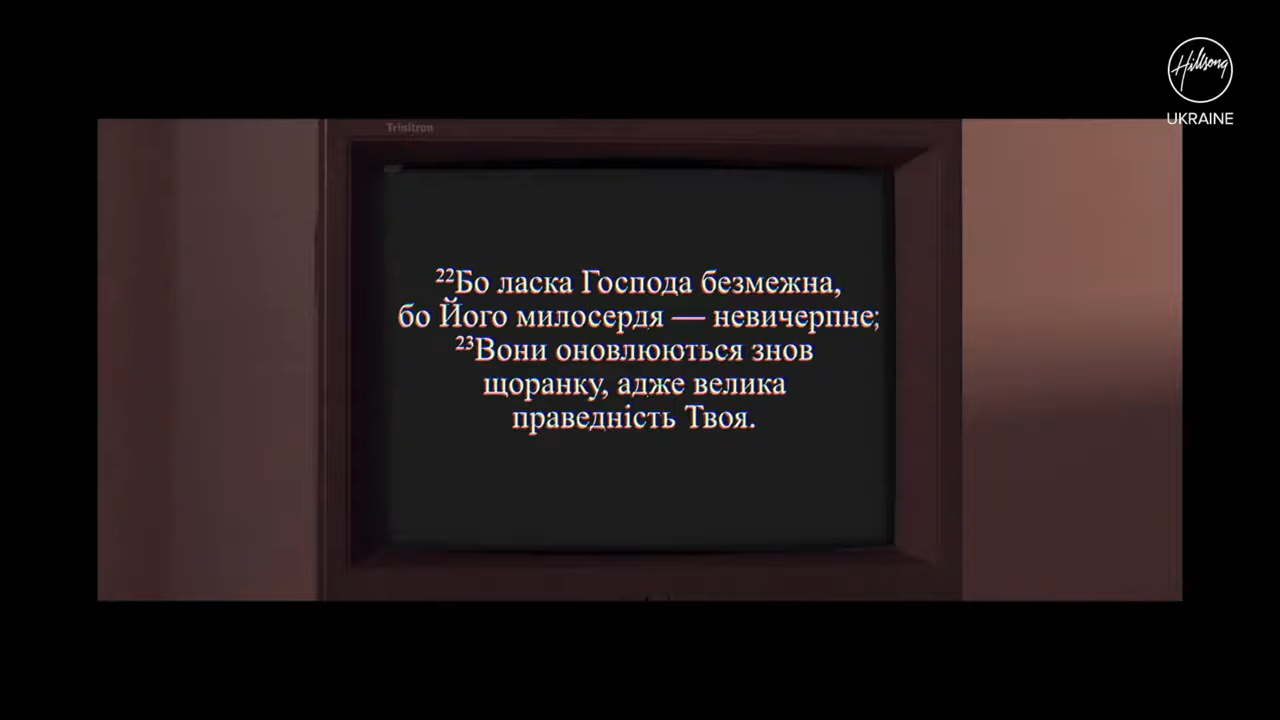 Hillsong
UKRAINE
Trinitron
²²Бо ласка Господа безмежна,
бо Його милосердя — невичерпне;
²³Вони оновлюються знов
щоранку, адже велика
праведність Твоя.